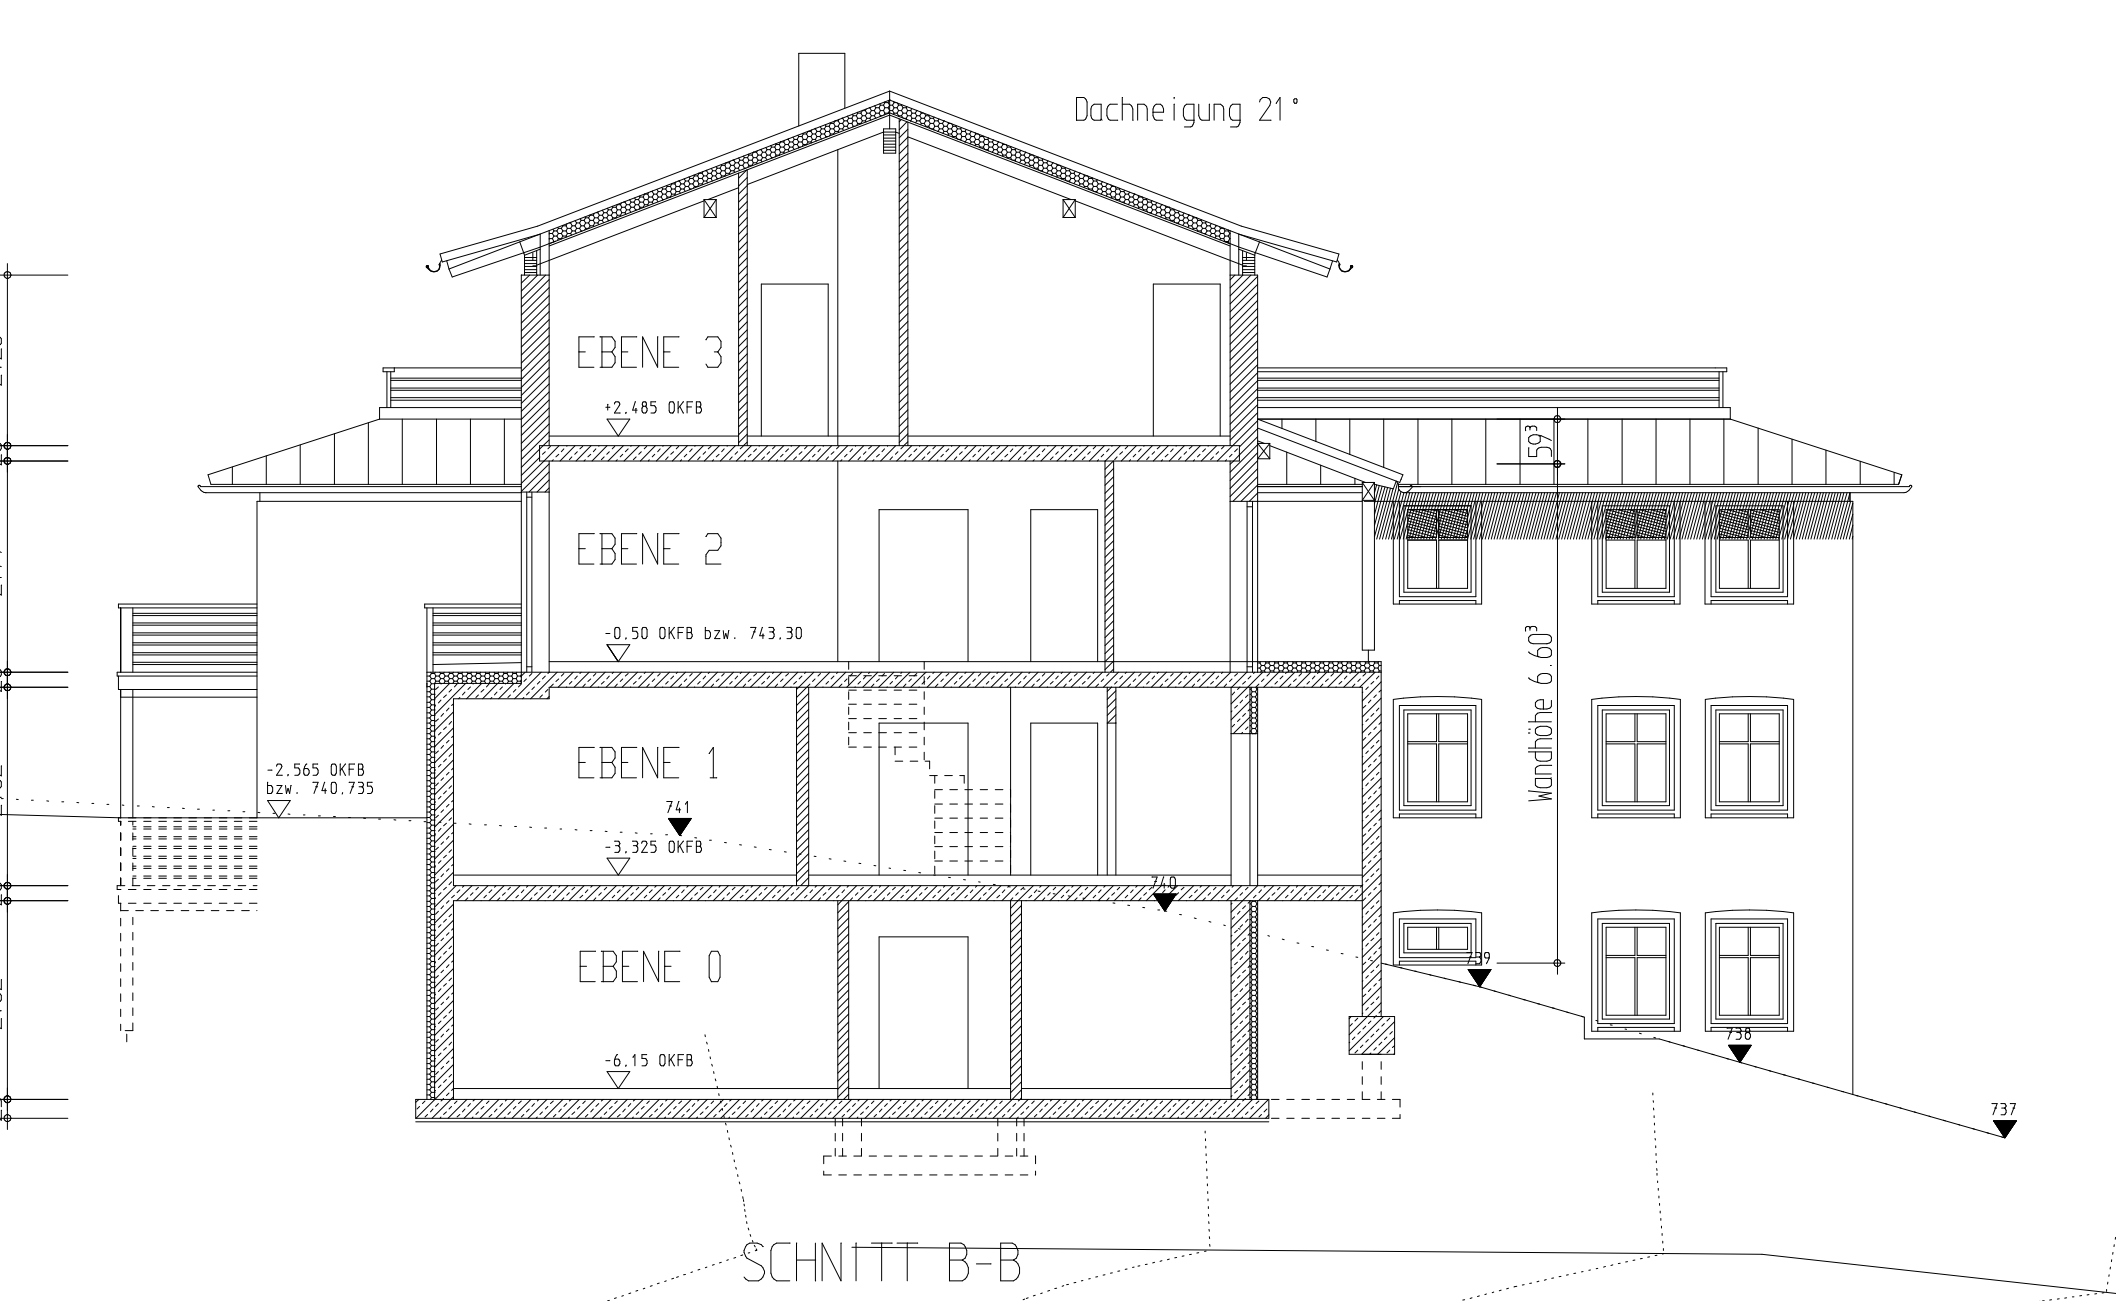 Dachneigung 21°
EBENE 3
+2,485 OKFB
59³
EBENE 2
-0,50 OKFB bzw. 743,30
Wandhöhe 6.60³
EBENE 1
-2,565 OKFB
bzw. 740,735
741
-3,325 OKFB
740
EBENE 0
739
738
-6,15 OKFB
737
SCHNITT B-B